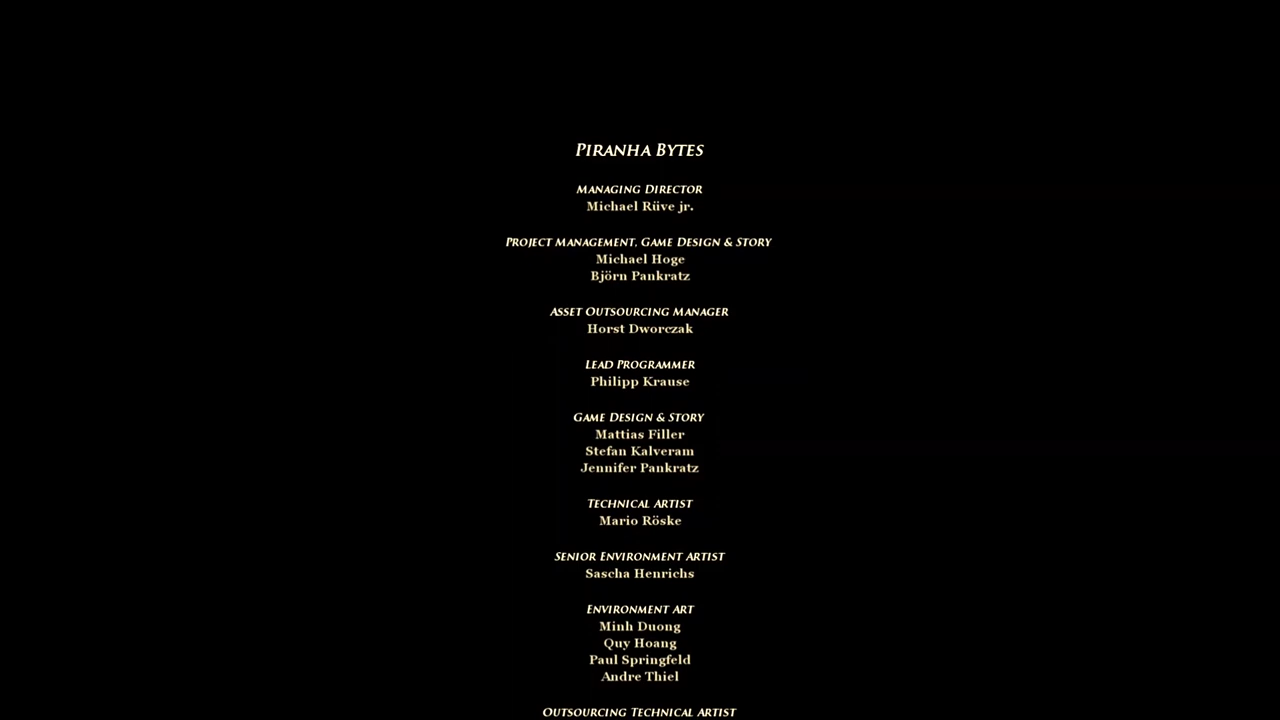 Piranha Bytes
Managing Director
Michael Rüve jr.
Project Management, Game Design & Story
Michael Hoge
Björn Pankratz
Asset Outsourcing Manager
Horst Dworczak
Lead Programmer
Philipp Krause
Game Design & Story
Mattias Filler
Stefan Kalveram
Jennifer Pankratz
Technical Artist
Mario Röske
Senior Environment Artist
Sascha Henrichs
Environment Art
Minh Duong
Quy Hoang
Paul Springfeld
Andre Thiel
Outsourcing Technical Artist